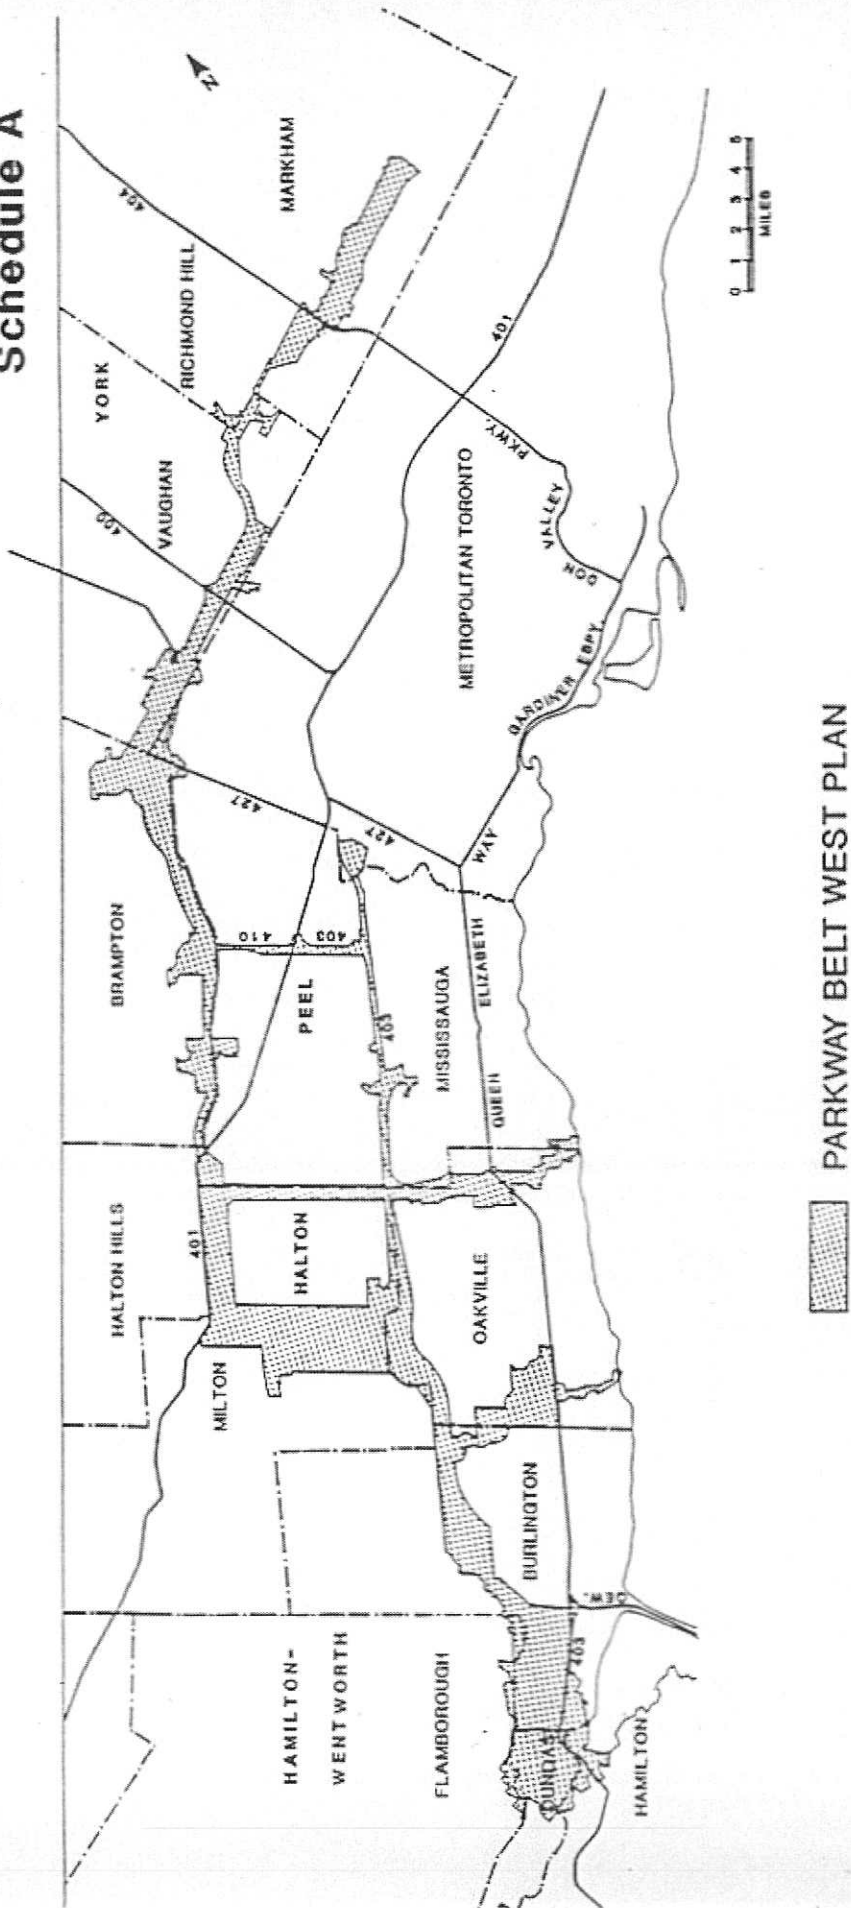 Schedule A
MARKHAM
404
RICHMOND HILL
YORK
VAUGHAN
400
401
METROPOLITAN TORONTO
DON
VALLEY
PKWY.
GARDINER EXPY.
427
427
QUEEN
ELIZABETH
WAY
BRAMPTON
410
403
PEEL
403
MISSISSAUGA
HALTON HILLS
401
HALTON
OAKVILLE
MILTON
BURLINGTON
QEW.
403
HAMILTON-
WENTWORTH
FLAMBOROUGH
DUNDAS
HAMILTON
N
0 1 2 3 4 5
MILES
PARKWAY BELT WEST PLAN